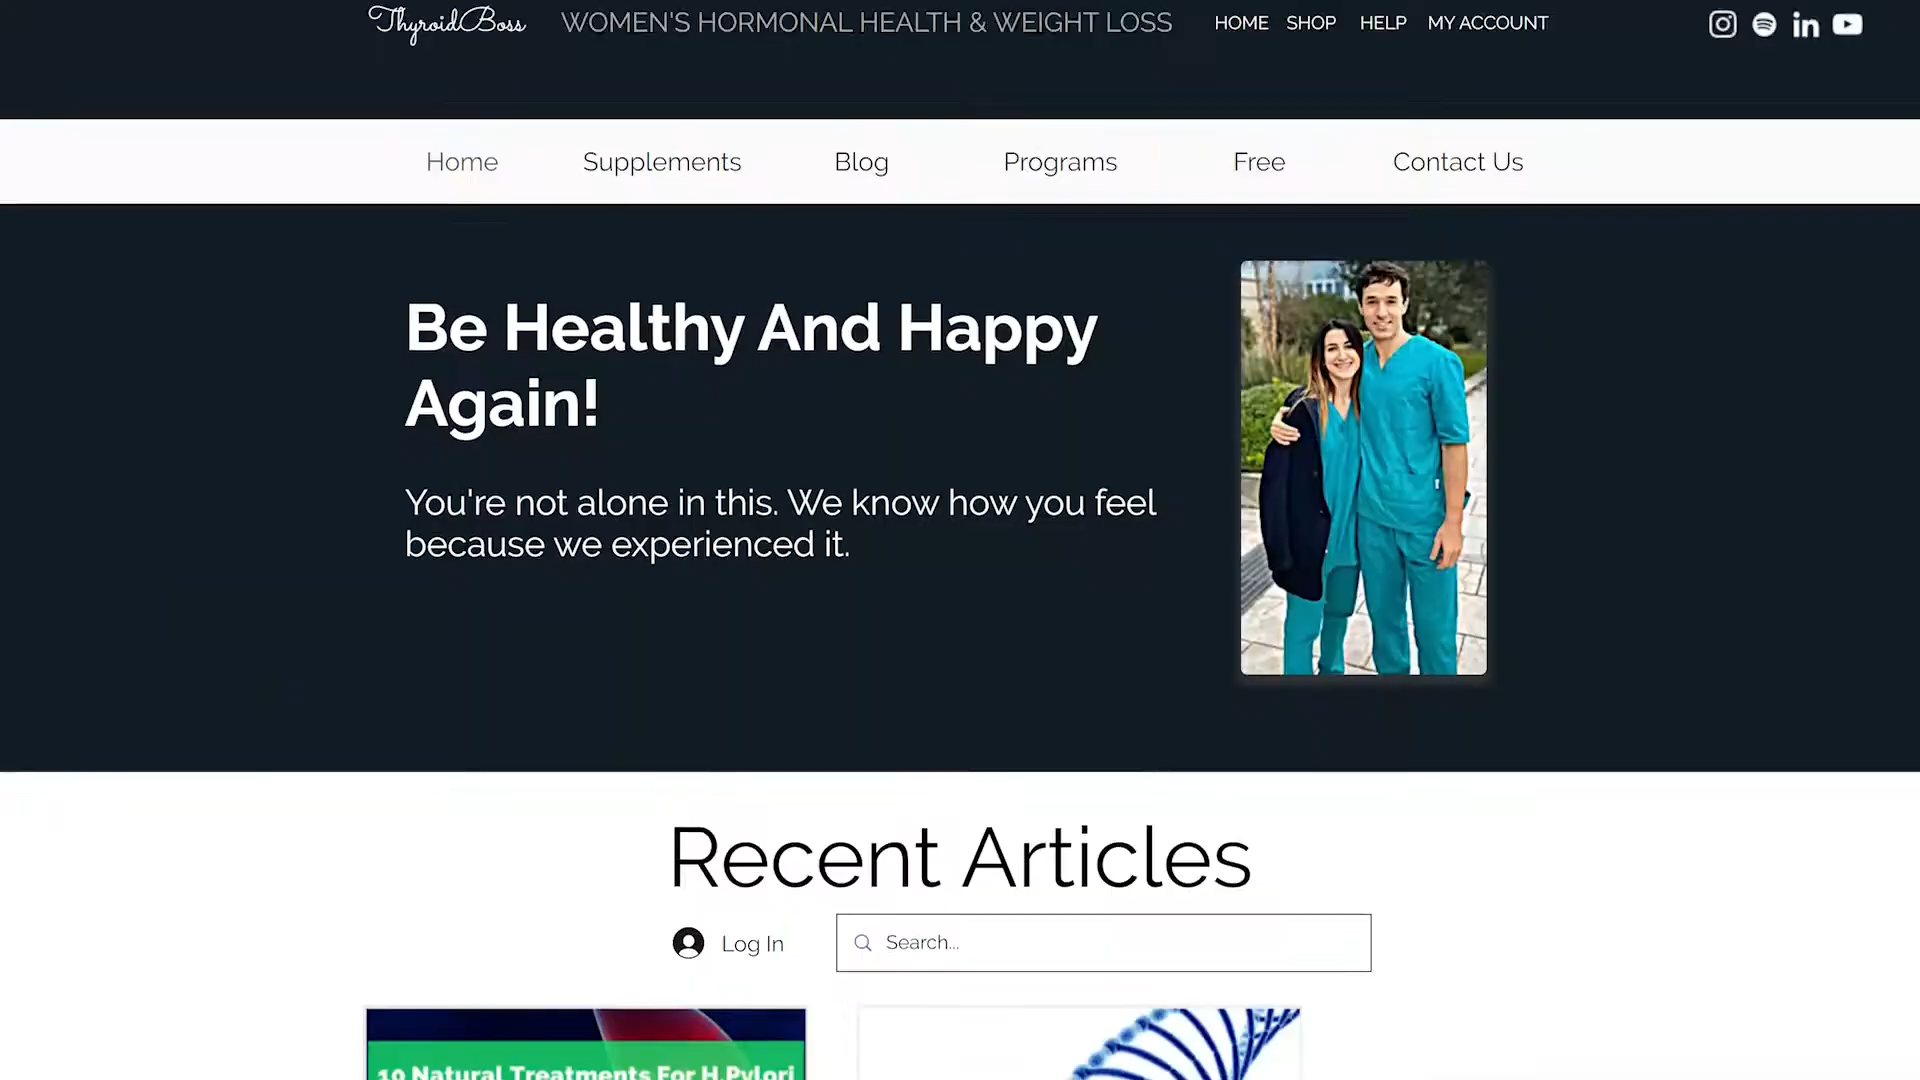 ThyroidBoss WOMEN'S HORMONAL HEALTH & WEIGHT LOSS HOME SHOP HELP MY ACCOUNT
Home Supplements Blog Programs Free Contact Us
Be Healthy And Happy
Again!
You're not alone in this. We know how you feel
because we experienced it.
Recent Articles
Log In
Search...
10 Natural Treatments For H.Pylori